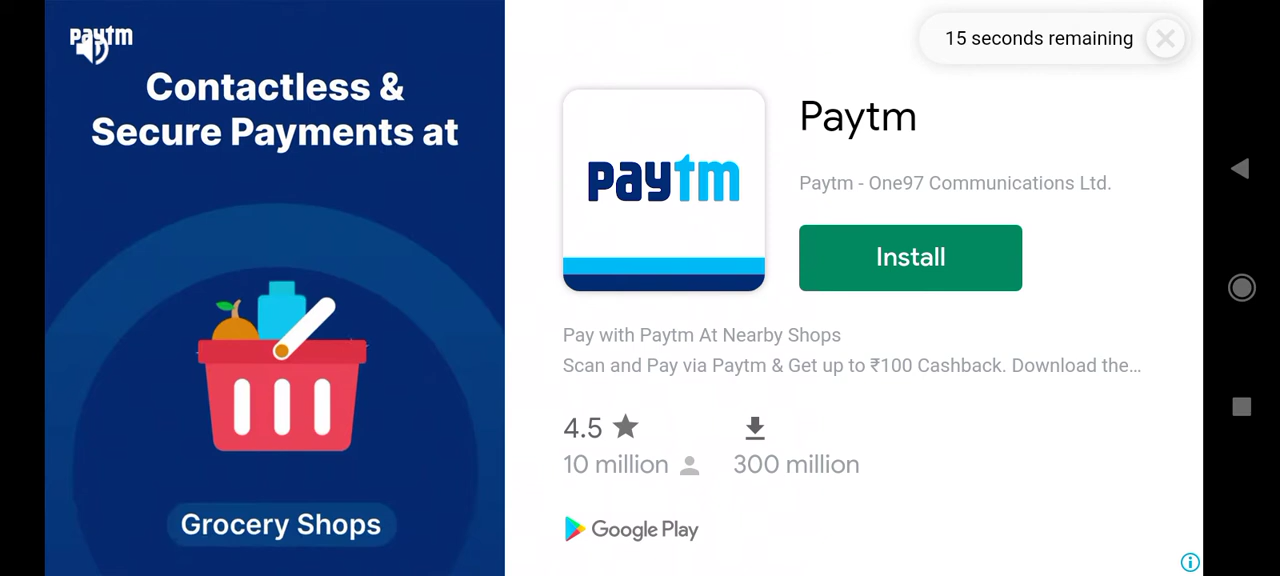 paytm
Contactless &
Secure Payments at
Grocery Shops
15 seconds remaining
paytm
Paytm
Paytm - One97 Communications Ltd.
Install
Pay with Paytm At Nearby Shops
Scan and Pay via Paytm & Get up to ₹100 Cashback. Download the...
4.5
10 million
300 million
Google Play